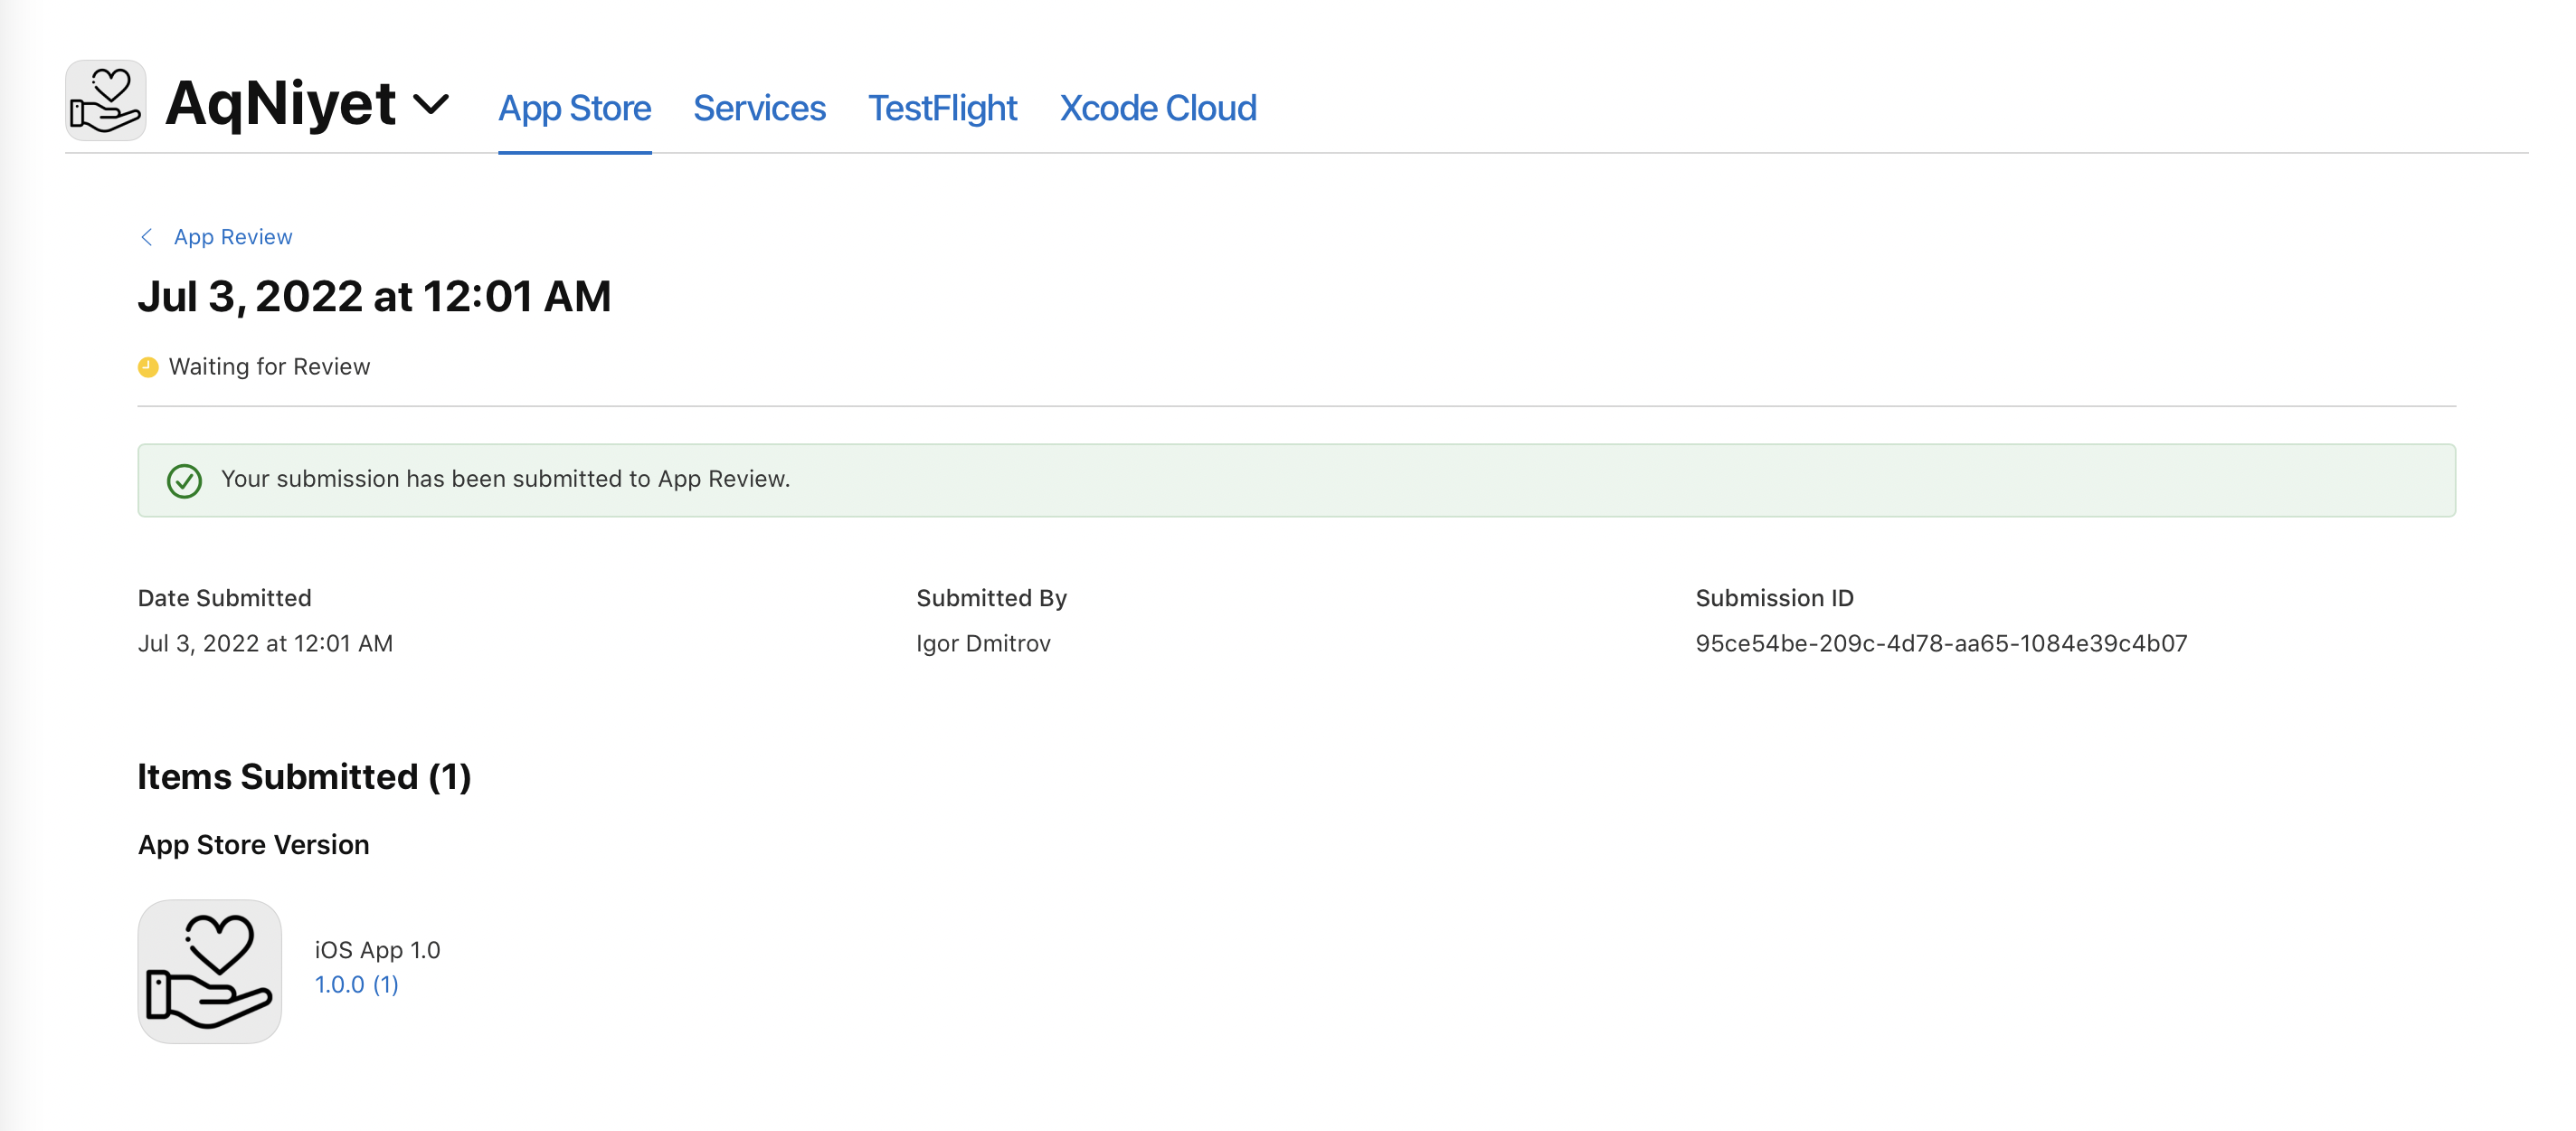 AqNiyet
App Store
Services
TestFlight
Xcode Cloud
App Review
Jul 3, 2022 at 12:01 AM
Waiting for Review
Your submission has been submitted to App Review.
Date Submitted
Jul 3, 2022 at 12:01 AM
Submitted By
Igor Dmitrov
Submission ID
95ce54be-209c-4d78-aa65-1084e39c4b07
Items Submitted (1)
App Store Version
iOS App 1.0
1.0.0 (1)